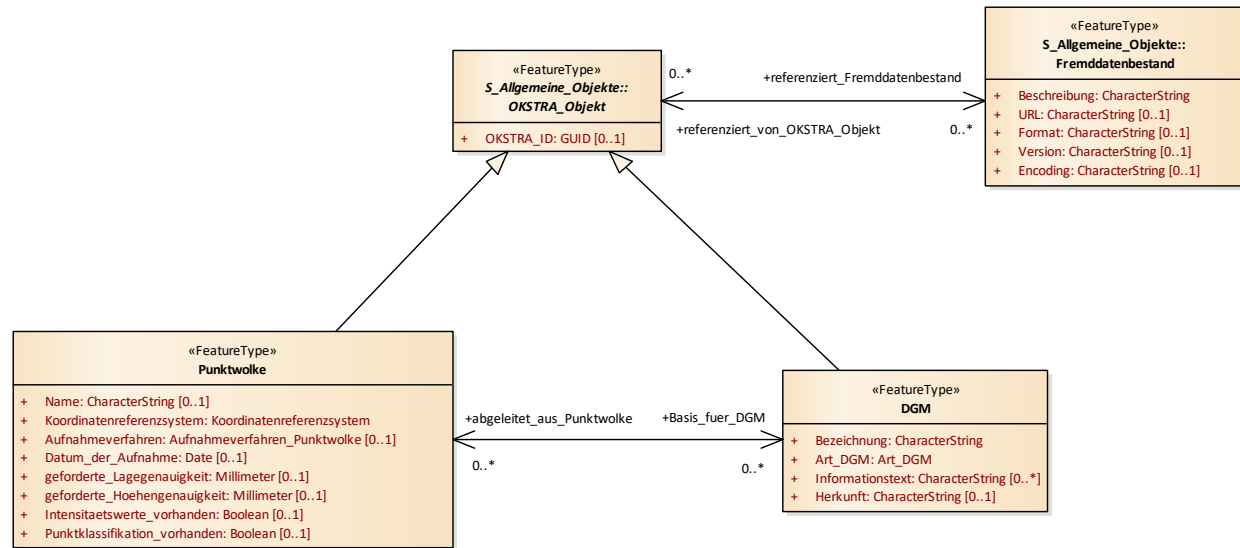 «FeatureType»
S_Allgemeine_Objekte::
OKSTRA_Objekt
+ OKSTRA_ID: GUID [0..1]
0..*
+referenziert_Fremddatenbestand
+referenziert_von_OKSTRA_Objekt
0..*
«FeatureType»
S_Allgemeine_Objekte::
Fremddatenbestand
+ Beschreibung: CharacterString
+ URL: CharacterString [0..1]
+ Format: CharacterString [0..1]
+ Version: CharacterString [0..1]
+ Encoding: CharacterString [0..1]
«FeatureType»
Punktwolke
+ Name: CharacterString [0..1]
+ Koordinatenreferenzsystem: Koordinatenreferenzsystem
+ Aufnahmeverfahren: Aufnahmeverfahren_Punktwolke [0..1]
+ Datum_der_Aufnahme: Date [0..1]
+ geforderte_Lagegenauigkeit: Millimeter [0..1]
+ geforderte_Hoehengenauigkeit: Millimeter [0..1]
+ Intensitaetswerte_vorhanden: Boolean [0..1]
+ Punktklassifikation_vorhanden: Boolean [0..1]
+abgeleitet_aus_Punktwolke
+Basis_fuer_DGM
0..*
0..*
«FeatureType»
DGM
+ Bezeichnung: CharacterString
+ Art_DGM: Art_DGM
+ Informationstext: CharacterString [0..*]
+ Herkunft: CharacterString [0..1]